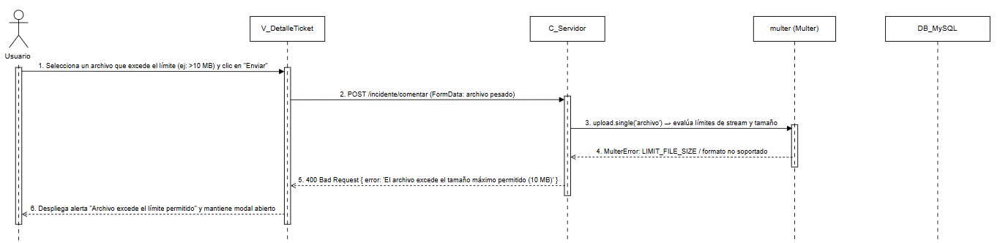 V_DetalleTicket
C_Servidor
multer (Multer)
DB_MySQL
Usuario
1. Selecciona un archivo que excede el límite (ej: >10 MB) y clic en "Enviar"
2. POST /incidente/comentar (FormData: archivo pesado)
3. upload.single('archivo') → evalúa límites de stream y tamaño
4. MulterError: LIMIT_FILE_SIZE / formato no soportado
5. 400 Bad Request { error: 'El archivo excede el tamaño máximo permitido (10 MB)' }
6. Despliega alerta "Archivo excede el límite permitido" y mantiene modal abierto